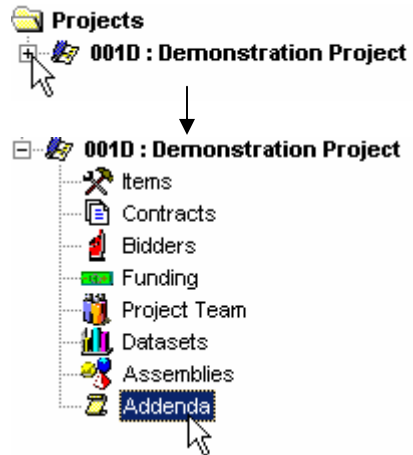 Projects
001D : Demonstration Project
001D : Demonstration Project
Items
Contracts
Bidders
Funding
Project Team
Datasets
Assemblies
Addenda